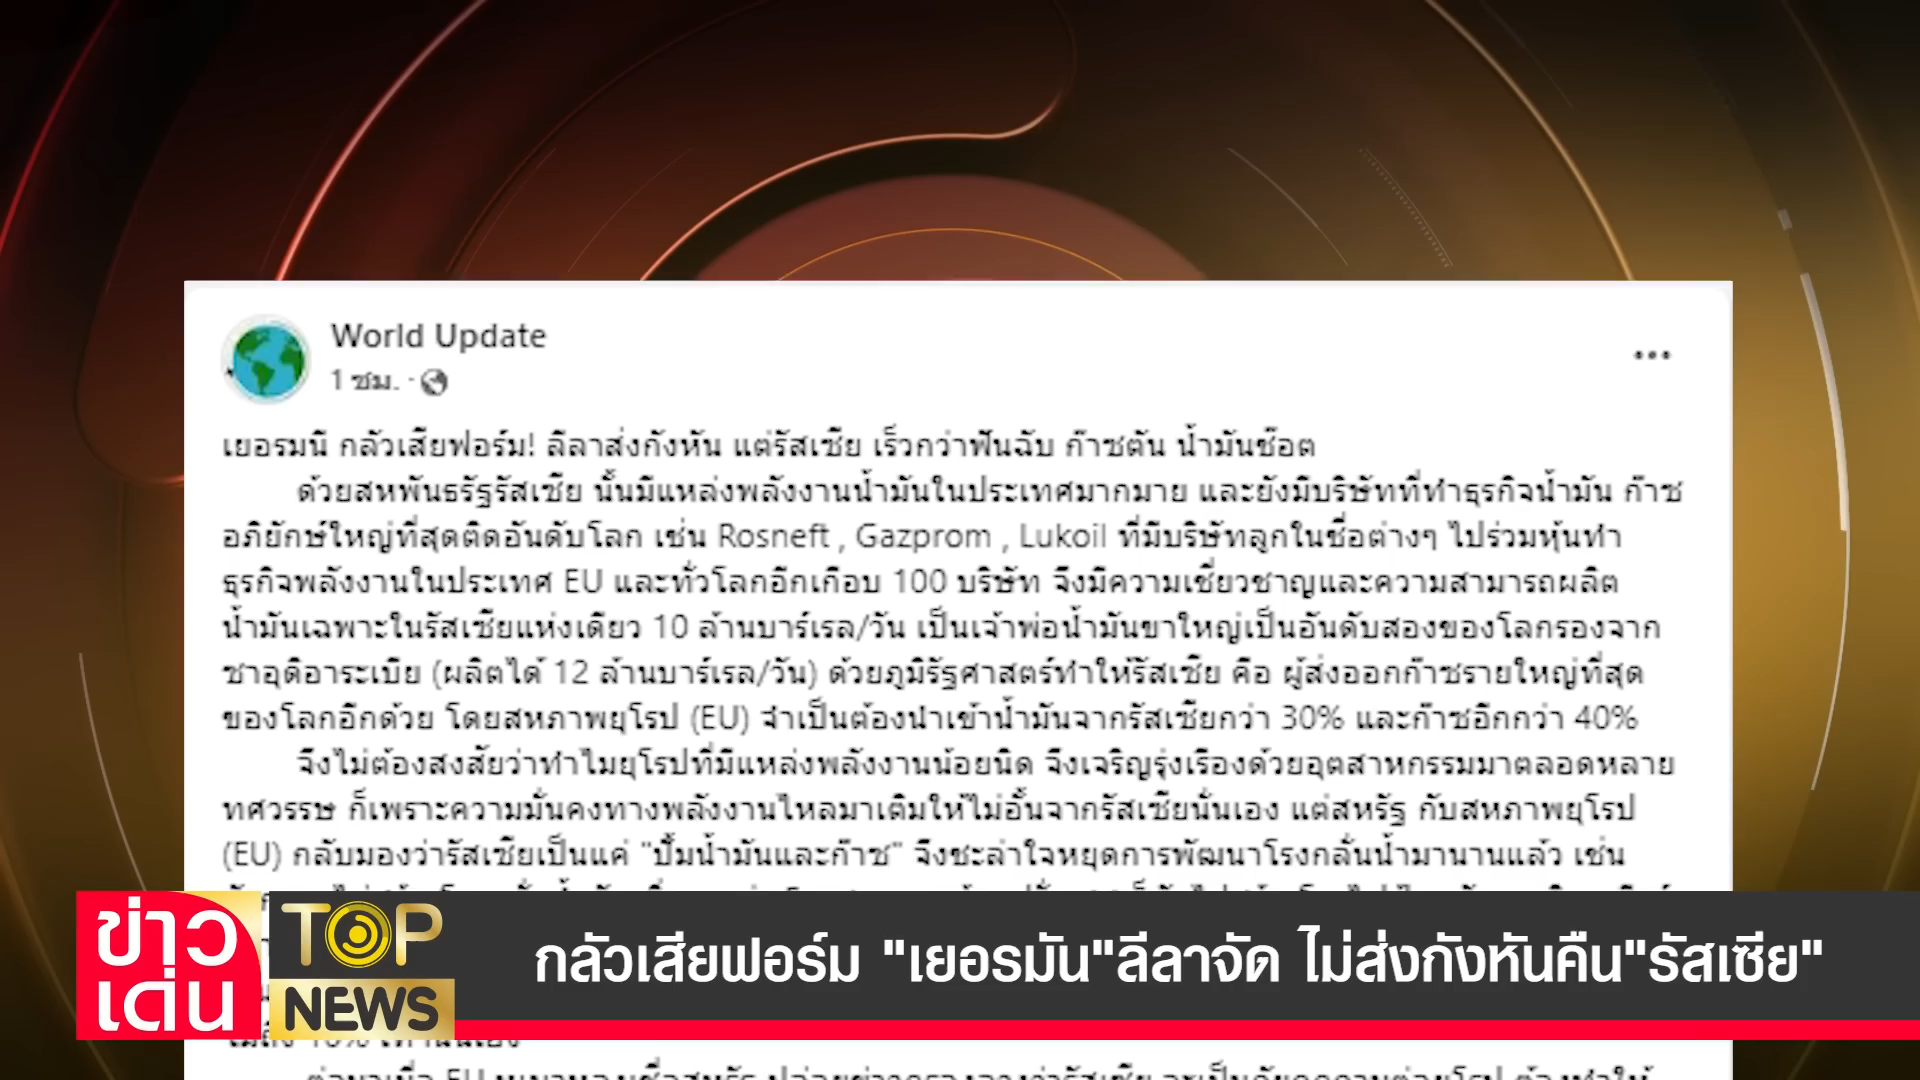 World Update
1 ชม. ·
เยอรมนี กลัวเสียฟอร์ม! ลีลาส่งกังหัน แต่รัสเซีย เร็วกว่าฟันฉับ ก๊าซตัน น้ำมันช๊อต
ด้วยสหพันธรัฐรัสเซีย นั้นมีแหล่งพลังงานน้ำมันในประเทศมากมาย และยังมีบริษัทที่ทำธุรกิจน้ำมัน ก๊าซ
อภิยักษ์ใหญ่ที่สุดติดอันดับโลก เช่น Rosneft , Gazprom , Lukoil ที่มีบริษัทลูกในชื่อต่างๆ ไปร่วมหุ้นทำ
ธุรกิจพลังงานในประเทศ EU และทั่วโลกอีกเกือบ 100 บริษัท จึงมีความเชี่ยวชาญและความสามารถผลิต
น้ำมันเฉพาะในรัสเซียแห่งเดียว 10 ล้านบาร์เรล/วัน เป็นเจ้าพ่อน้ำมันขาใหญ่เป็นอันดับสองของโลกรองจาก
ซาอุดิอาระเบีย (ผลิตได้ 12 ล้านบาร์เรล/วัน) ด้วยภูมิรัฐศาสตร์ทำให้รัสเซีย คือ ผู้ส่งออกก๊าซรายใหญ่ที่สุด
ของโลกอีกด้วย โดยสหภาพยุโรป (EU) จำเป็นต้องนำเข้าน้ำมันจากรัสเซียกว่า 30% และก๊าซอีกกว่า 40%
จึงไม่ต้องสงสัยว่าทำไมยุโรปที่มีแหล่งพลังงานน้อยนิด จึงเจริญรุ่งเรืองด้วยอุตสาหกรรมมาตลอดหลาย
ทศวรรษ ก็เพราะความมั่นคงทางพลังงานไหลมาเติมให้ไม่อั้นจากรัสเซียนั่นเอง แต่สหรัฐ กับสหภาพยุโรป
(EU) กลับมองว่ารัสเซียเป็นแค่ "ปั๊มน้ำมันและก๊าซ" จึงชะล่าใจหยุดการพัฒนาโรงกลั่นน้ำมานานแล้ว เช่น
ข่าวเด่น
TOP NEWS
กลัวเสียฟอร์ม "เยอรมัน"ลีลาจัด ไม่ส่งกังหันคืน"รัสเซีย"